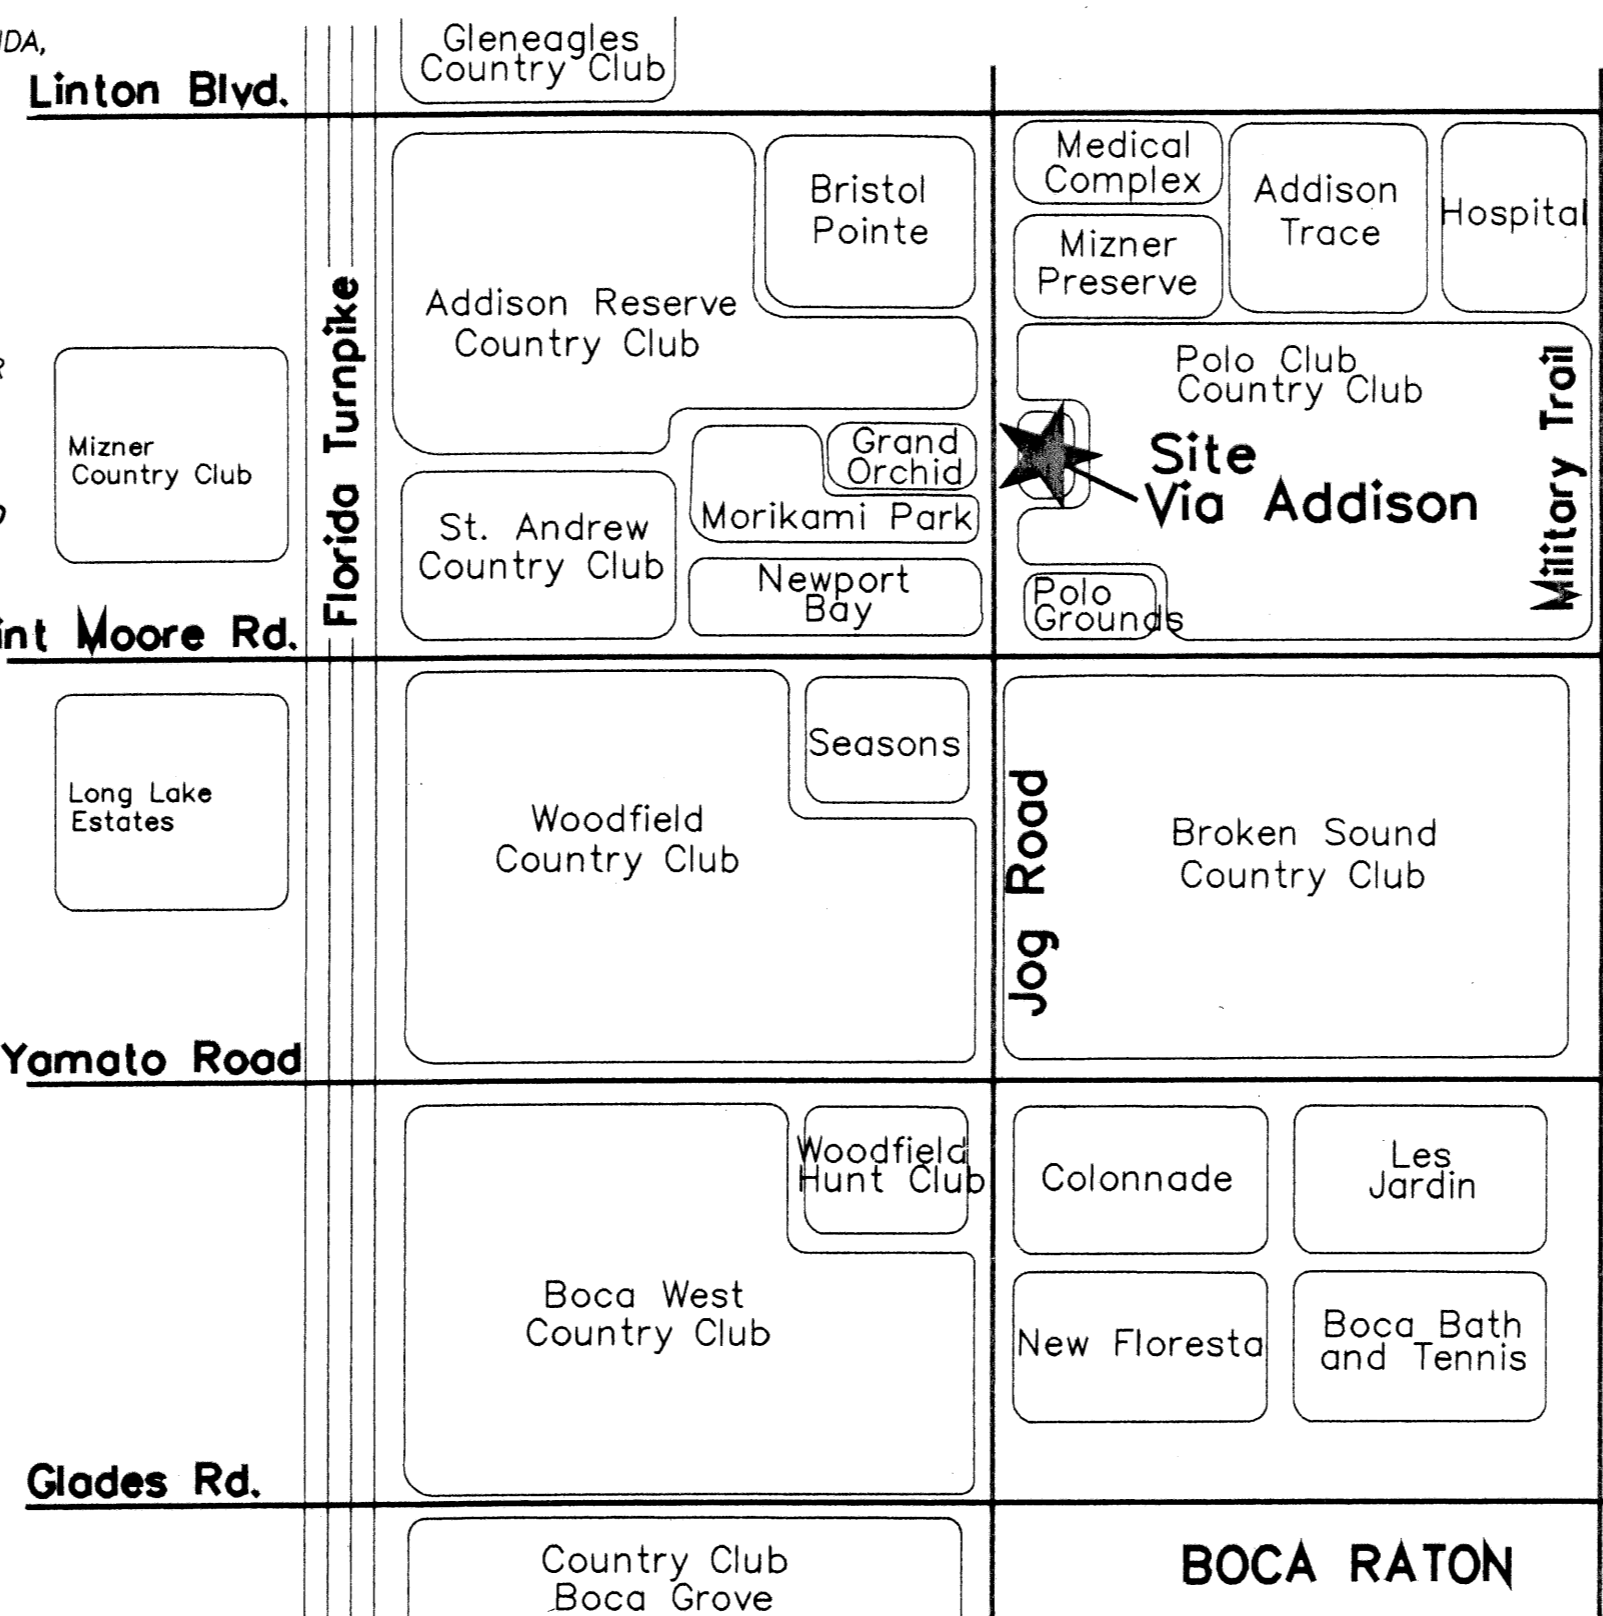 IDA,
Gleneagles
Country Club
Linton Blvd.
Medical
Complex
Addison
Trace
Hospital
Bristol
Pointe
Mizner
Preserve
Addison Reserve
Country Club
Polo Club
Country Club
Military Trail
Florida Turnpike
Mizner
Country Club
Grand
Orchid
Site
Via Addison
St. Andrew
Country Club
Morikami Park
Newport
Bay
Polo
Grounds
int Moore Rd.
Seasons
Long Lake
Estates
Woodfield
Country Club
Jog Road
Broken Sound
Country Club
Yamato Road
Woodfield
Hunt Club
Colonnade
Les
Jardin
Boca West
Country Club
New Floresta
Boca Bath
and Tennis
Glades Rd.
Country Club
Boca Grove
BOCA RATON